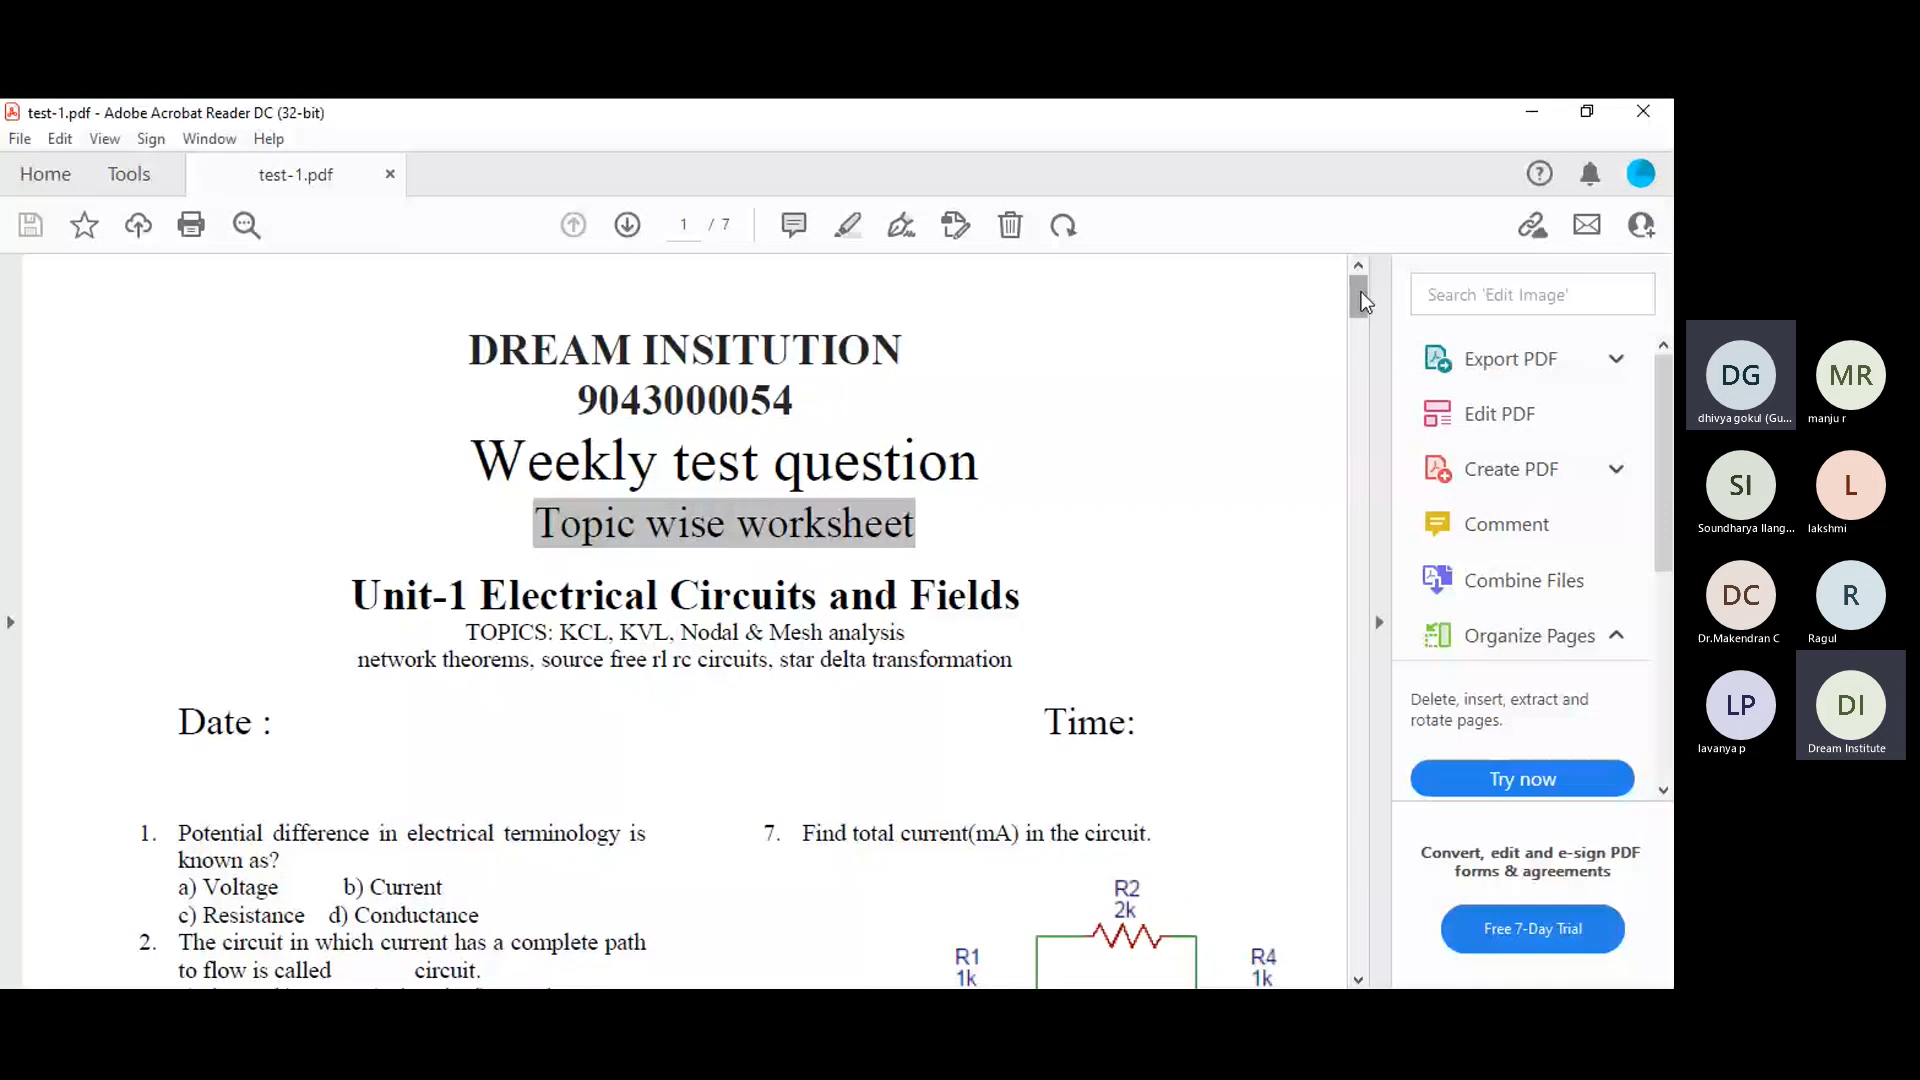 test-1.pdf - Adobe Acrobat Reader DC (32-bit)
File Edit View Sign Window Help
Home Tools test-1.pdf
1 / 7
DREAM INSITUTION
9043000054
Weekly test question
Topic wise worksheet
Unit-1 Electrical Circuits and Fields
TOPICS: KCL, KVL, Nodal & Mesh analysis
network theorems, source free rl rc circuits, star delta transformation
Date : Time:
1. Potential difference in electrical terminology is
known as?
a) Voltage b) Current
c) Resistance d) Conductance
2. The circuit in which current has a complete path
to flow is called circuit.
7. Find total current(mA) in the circuit.
R2
2k
R1
1k
R4
1k
Search 'Edit Image'
Export PDF
Edit PDF
Create PDF
Comment
Combine Files
Organize Pages
Delete, insert, extract and
rotate pages.
Try now
Convert, edit and e-sign PDF
forms & agreements
Free 7-Day Trial
DG
dhivya gokul (Gu...
MR
manju r
SI
Soundharya Ilang...
L
lakshmi
DC
Dr.Makendran C
R
Ragul
LP
lavanya p
DI
Dream Institute